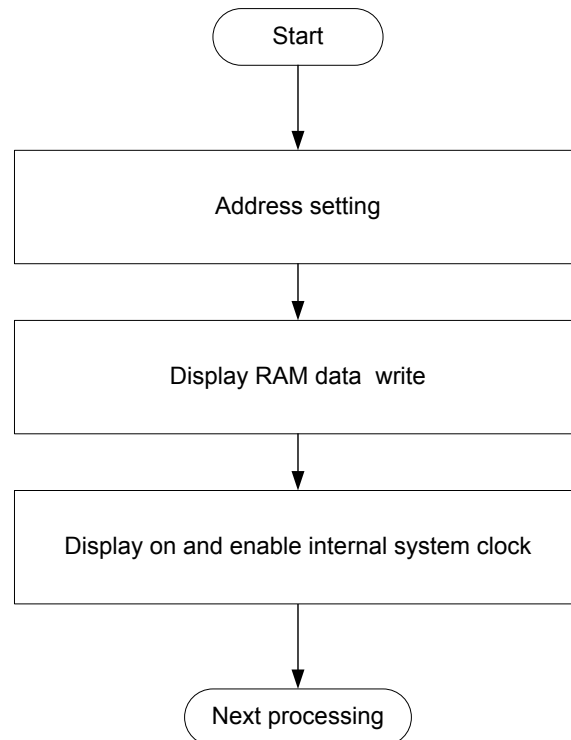 Start
Address setting
Display RAM data  write
Display on and enable internal system clock
Next processing